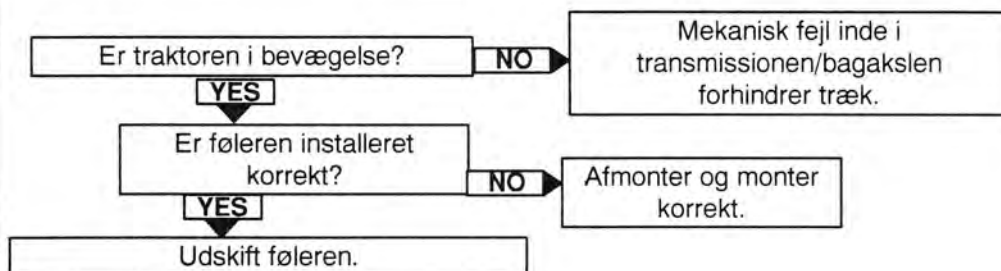 Er traktoren i bevægelse?
NO
Mekanisk fejl inde i
transmissionen/bagakslen
forhindrer træk.
YES
Er føleren installeret
korrekt?
NO
Afmonter og monter
korrekt.
YES
Udskift føleren.